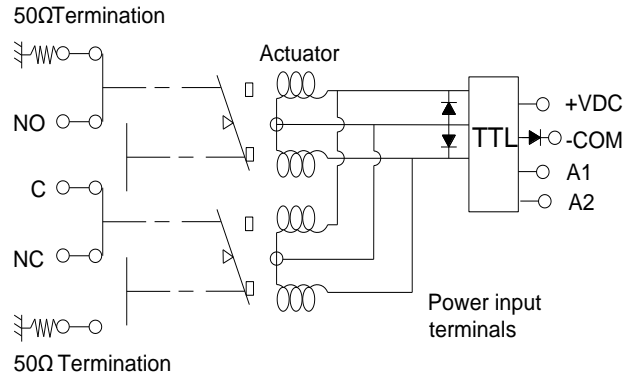 50ΩTermination
Actuator
NO
C
NC
50Ω Termination
TTL
+VDC
-COM
A1
A2
Power input
terminals